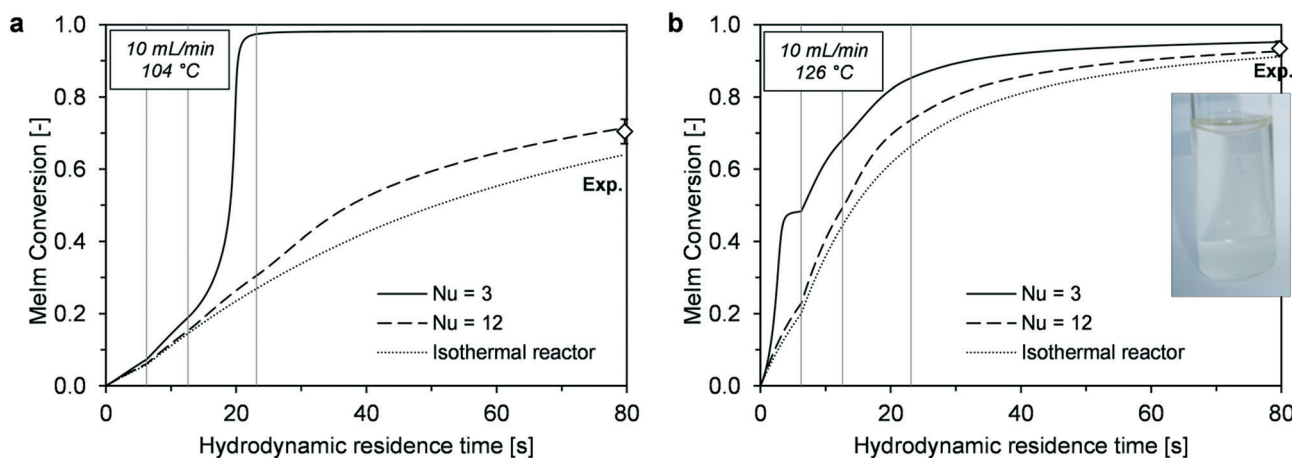 a
10 mL/min
104 °C
MeIm Conversion [-]
1.0
0.8
0.6
0.4
0.2
0.0
Exp.
Nu = 3
Nu = 12
Isothermal reactor
0 20 40 60 80
Hydrodynamic residence time [s]
b
10 mL/min
126 °C
MeIm Conversion [-]
1.0
0.8
0.6
0.4
0.2
0.0
Exp.
Nu = 3
Nu = 12
Isothermal reactor
0 20 40 60 80
Hydrodynamic residence time [s]